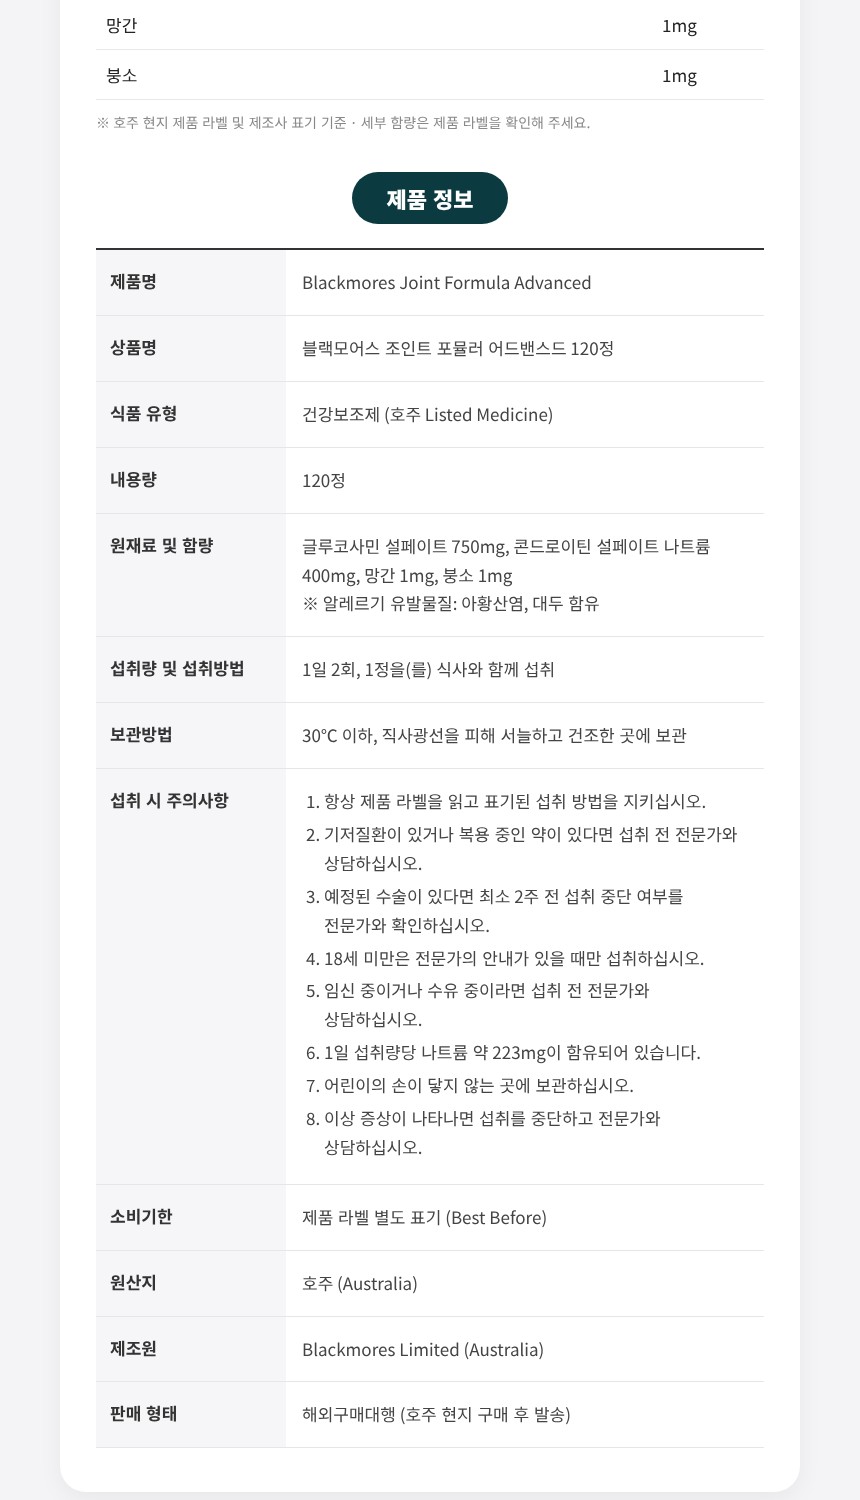 망간 1mg
붕소 1mg
※ 호주 현지 제품 라벨 및 제조사 표기 기준 · 세부 함량은 제품 라벨을 확인해 주세요.
제품 정보
제품명 Blackmores Joint Formula Advanced
상품명 블랙모어스 조인트 포뮬러 어드밴스드 120정
식품 유형 건강보조제 (호주 Listed Medicine)
내용량 120정
원재료 및 함량 글루코사민 설페이트 750mg, 콘드로이틴 설페이트 나트륨
400mg, 망간 1mg, 붕소 1mg
※ 알레르기 유발물질: 아황산염, 대두 함유
섭취량 및 섭취방법 1일 2회, 1정을(를) 식사와 함께 섭취
보관방법 30°C 이하, 직사광선을 피해 서늘하고 건조한 곳에 보관
섭취 시 주의사항 1. 항상 제품 라벨을 읽고 표기된 섭취 방법을 지키십시오.
2. 기저질환이 있거나 복용 중인 약이 있다면 섭취 전 전문가와
상담하십시오.
3. 예정된 수술이 있다면 최소 2주 전 섭취 중단 여부를
전문가와 확인하십시오.
4. 18세 미만은 전문가의 안내가 있을 때만 섭취하십시오.
5. 임신 중이거나 수유 중이라면 섭취 전 전문가와
상담하십시오.
6. 1일 섭취량당 나트륨 약 223mg이 함유되어 있습니다.
7. 어린이의 손이 닿지 않는 곳에 보관하십시오.
8. 이상 증상이 나타나면 섭취를 중단하고 전문가와
상담하십시오.
소비기한 제품 라벨 별도 표기 (Best Before)
원산지 호주 (Australia)
제조원 Blackmores Limited (Australia)
판매 형태 해외구매대행 (호주 현지 구매 후 발송)